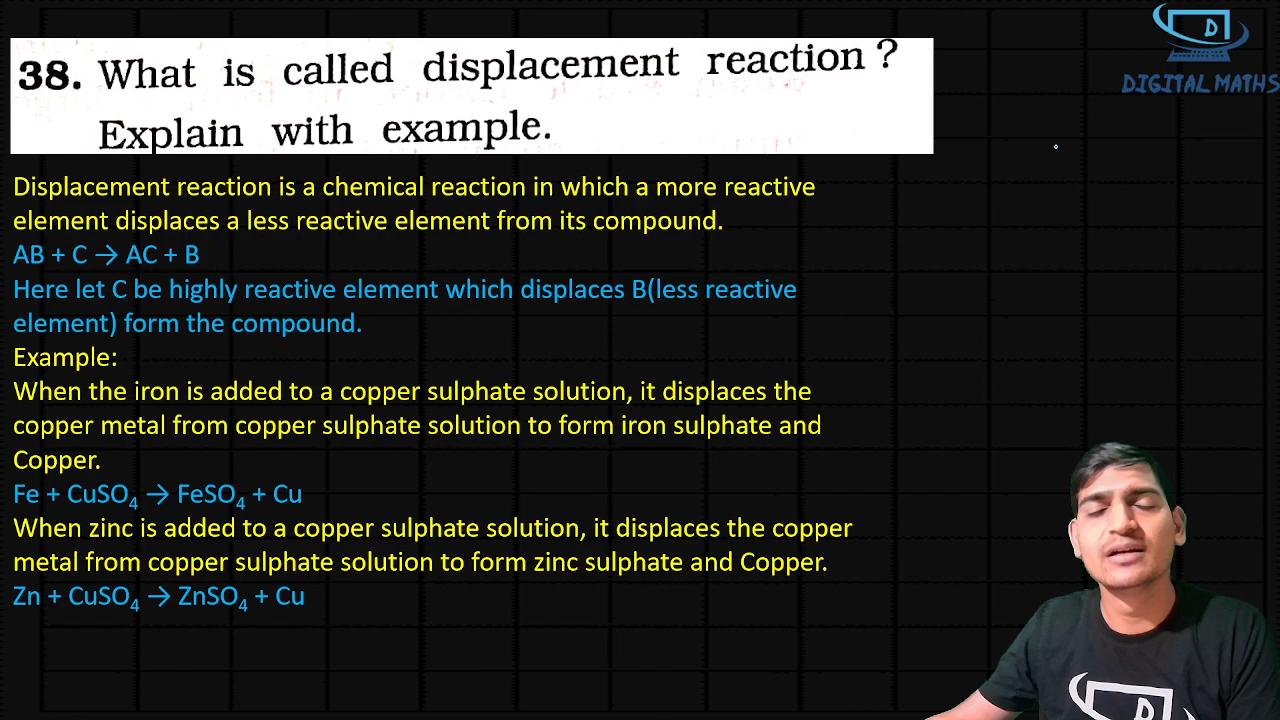 38. What is called displacement reaction?
Explain with example.
D
DIGITAL MATHS
Displacement reaction is a chemical reaction in which a more reactive
element displaces a less reactive element from its compound.
AB + C → AC + B
Here let C be highly reactive element which displaces B(less reactive
element) form the compound.
Example:
When the iron is added to a copper sulphate solution, it displaces the
copper metal from copper sulphate solution to form iron sulphate and
Copper.
Fe + CuSO₄ → FeSO₄ + Cu
When zinc is added to a copper sulphate solution, it displaces the copper
metal from copper sulphate solution to form zinc sulphate and Copper.
Zn + CuSO₄ → ZnSO₄ + Cu
D